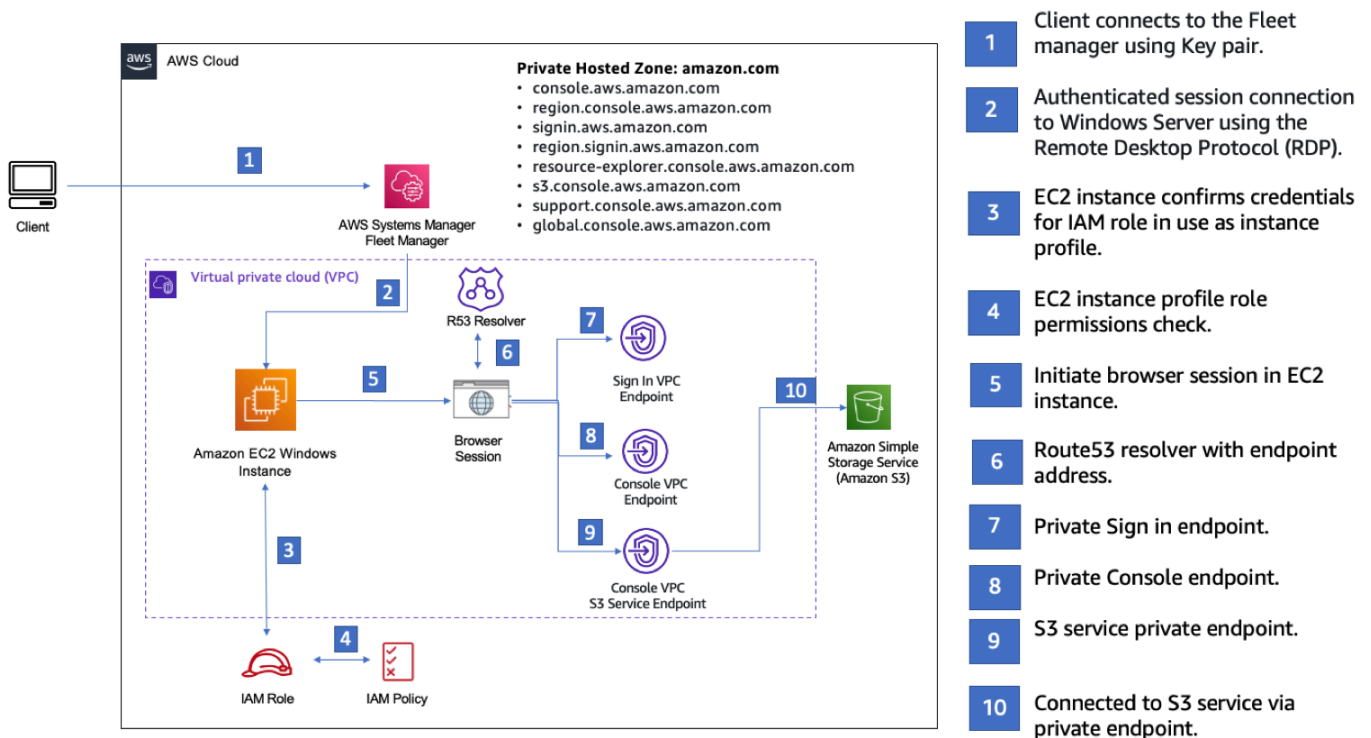 aws
AWS Cloud
Private Hosted Zone: amazon.com
• console.aws.amazon.com
• region.console.aws.amazon.com
• signin.aws.amazon.com
• region.signin.aws.amazon.com
• resource-explorer.console.aws.amazon.com
• s3.console.aws.amazon.com
• support.console.aws.amazon.com
• global.console.aws.amazon.com
1
Client
AWS Systems Manager
Fleet Manager
Virtual private cloud (VPC)
2
R53 Resolver
6
7
Sign In VPC
Endpoint
5
Amazon EC2 Windows
Instance
Browser
Session
8
Console VPC
Endpoint
10
Amazon Simple
Storage Service
(Amazon S3)
9
Console VPC
S3 Service Endpoint
3
4
IAM Role
IAM Policy
1
Client connects to the Fleet
manager using Key pair.
2
Authenticated session connection
to Windows Server using the
Remote Desktop Protocol (RDP).
3
EC2 instance confirms credentials
for IAM role in use as instance
profile.
4
EC2 instance profile role
permissions check.
5
Initiate browser session in EC2
instance.
6
Route53 resolver with endpoint
address.
7
Private Sign in endpoint.
8
Private Console endpoint.
9
S3 service private endpoint.
10
Connected to S3 service via
private endpoint.